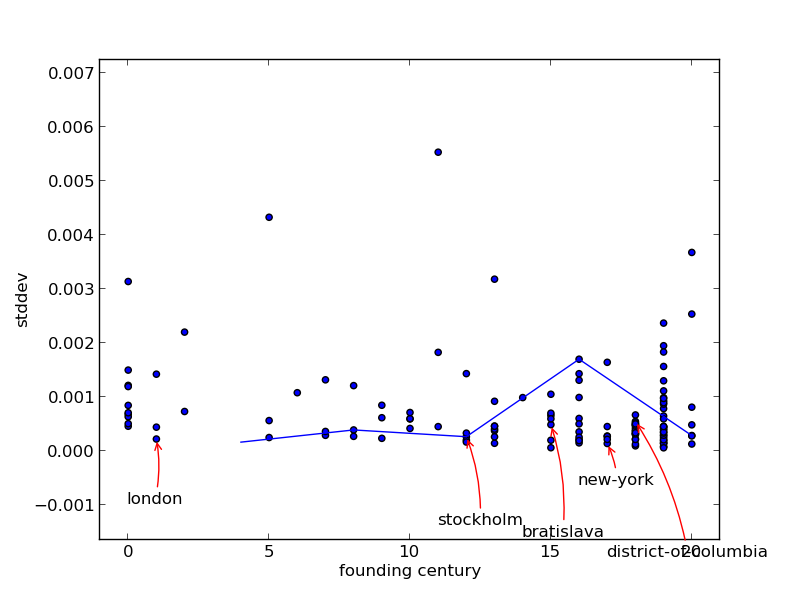 0.007
0.006
0.005
0.004
0.003
0.002
0.001
0.000
−0.001
stddev
london
stockholm
bratislava
new-york
district-of-columbia
0 5 10 15 20
founding century